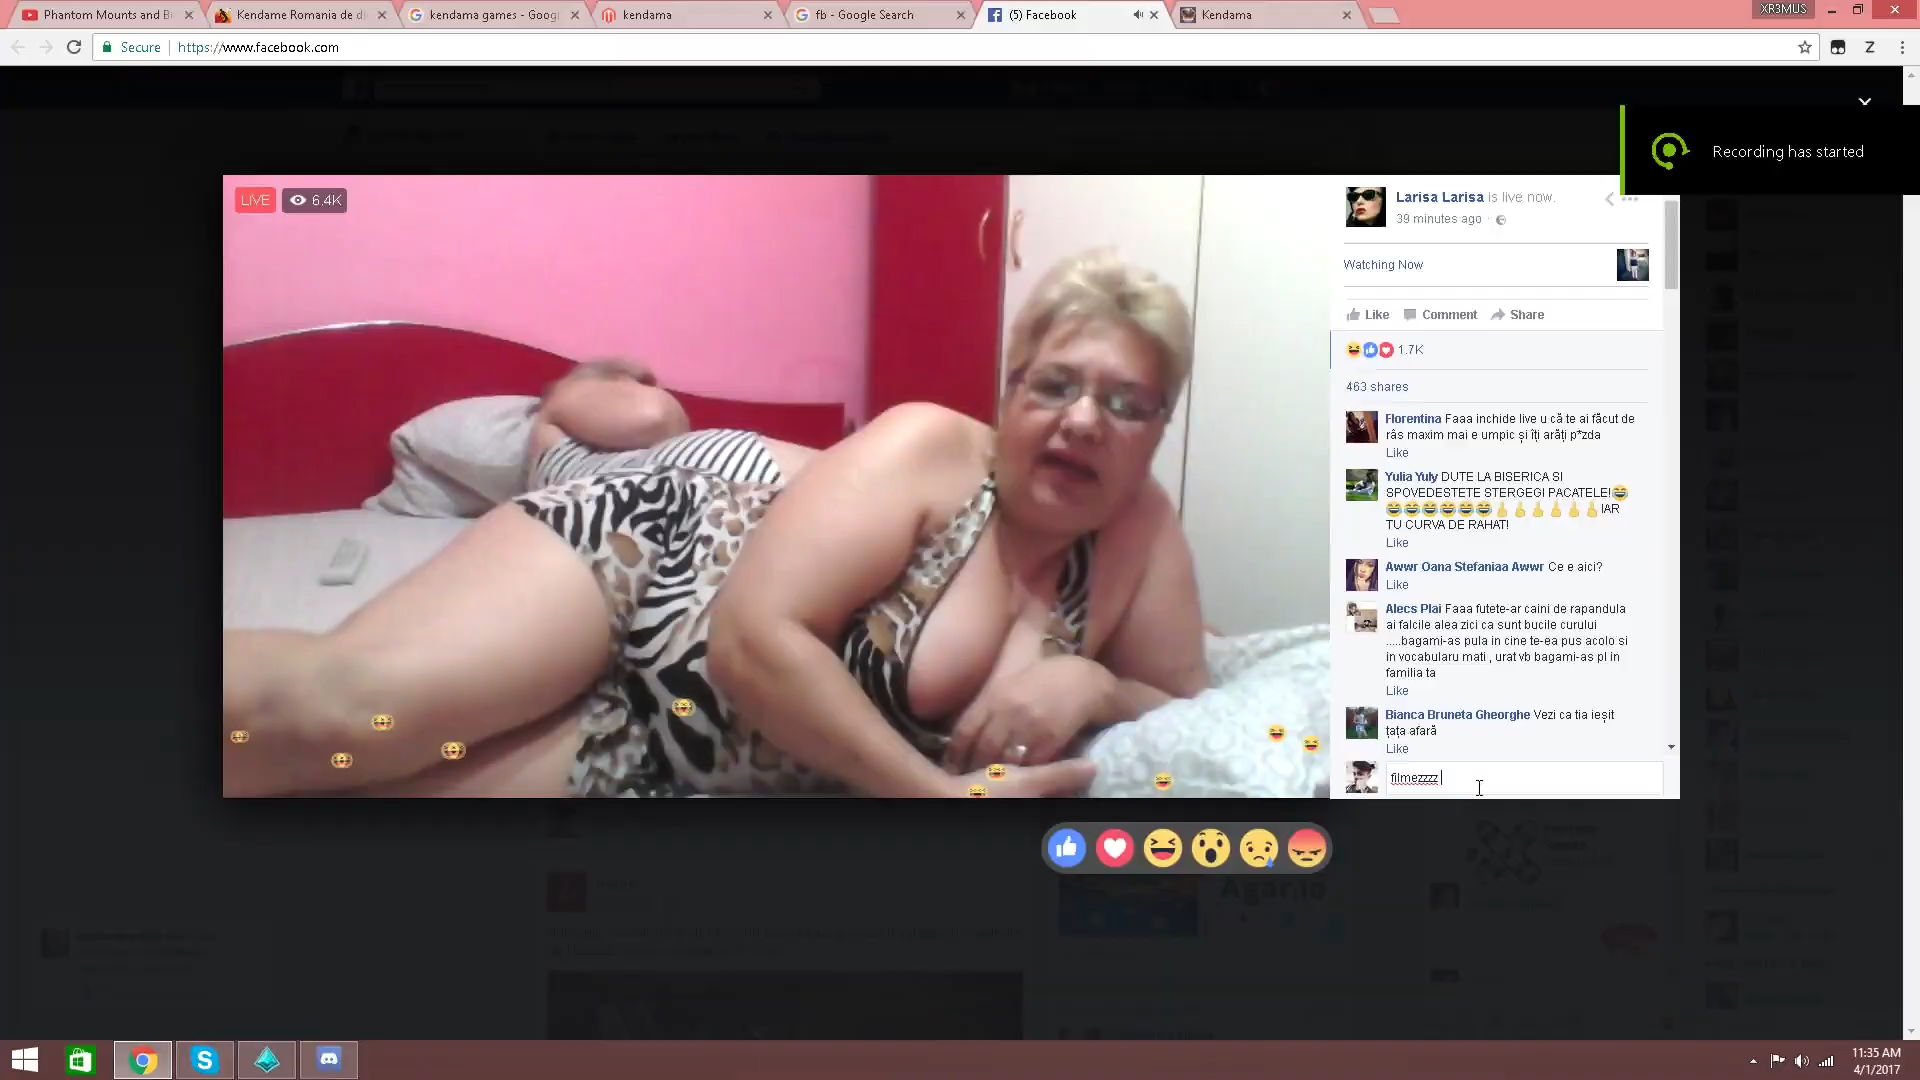 Phantom Mounts and B
Kendame Romania de di
kendama games - Goog
kendama
fb - Google Search
(5) Facebook
Kendama
XR3MUS
Secure
https://www.facebook.com
Recording has started
LIVE
6.4K
Larisa Larisa is live now.
39 minutes ago
Watching Now
Like Comment Share
1.7K
463 shares
Florentina Faaa inchide live u că te ai făcut de
râs maxim mai e umpic și îți arăți p*zda
Like
Yulia Yuly DUTE LA BISERICA SI
SPOVEDESTETE STERGEGI PACATELE!😂
😂😂😂😂😂😂👆👆👆👆👆👆IAR
TU CURVA DE RAHAT!
Like
Awwr Oana Stefaniaa Awwr Ce e aici?
Like
Alecs Plai Faaa futete-ar caini de rapandula
ai falcile alea zici ca sunt bucile curului
.....bagami-as pula in cine te-ea pus acolo si
in vocabularu mati , urat vb bagami-as pl in
familia ta
Like
Bianca Bruneta Gheorghe Vezi ca tia ieșit
țața afară
Like
filmezzzz
Agar.io
11:35 AM
4/1/2017